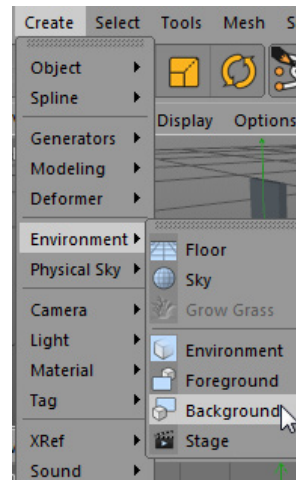 Create Select Tools Mesh S
Object
Spline
Display Options
Generators
Modeling
Deformer
Environment
Physical Sky
Camera
Light
Material
Tag
XRef
Sound
Floor
Sky
Grow Grass
Environment
Foreground
Background
Stage